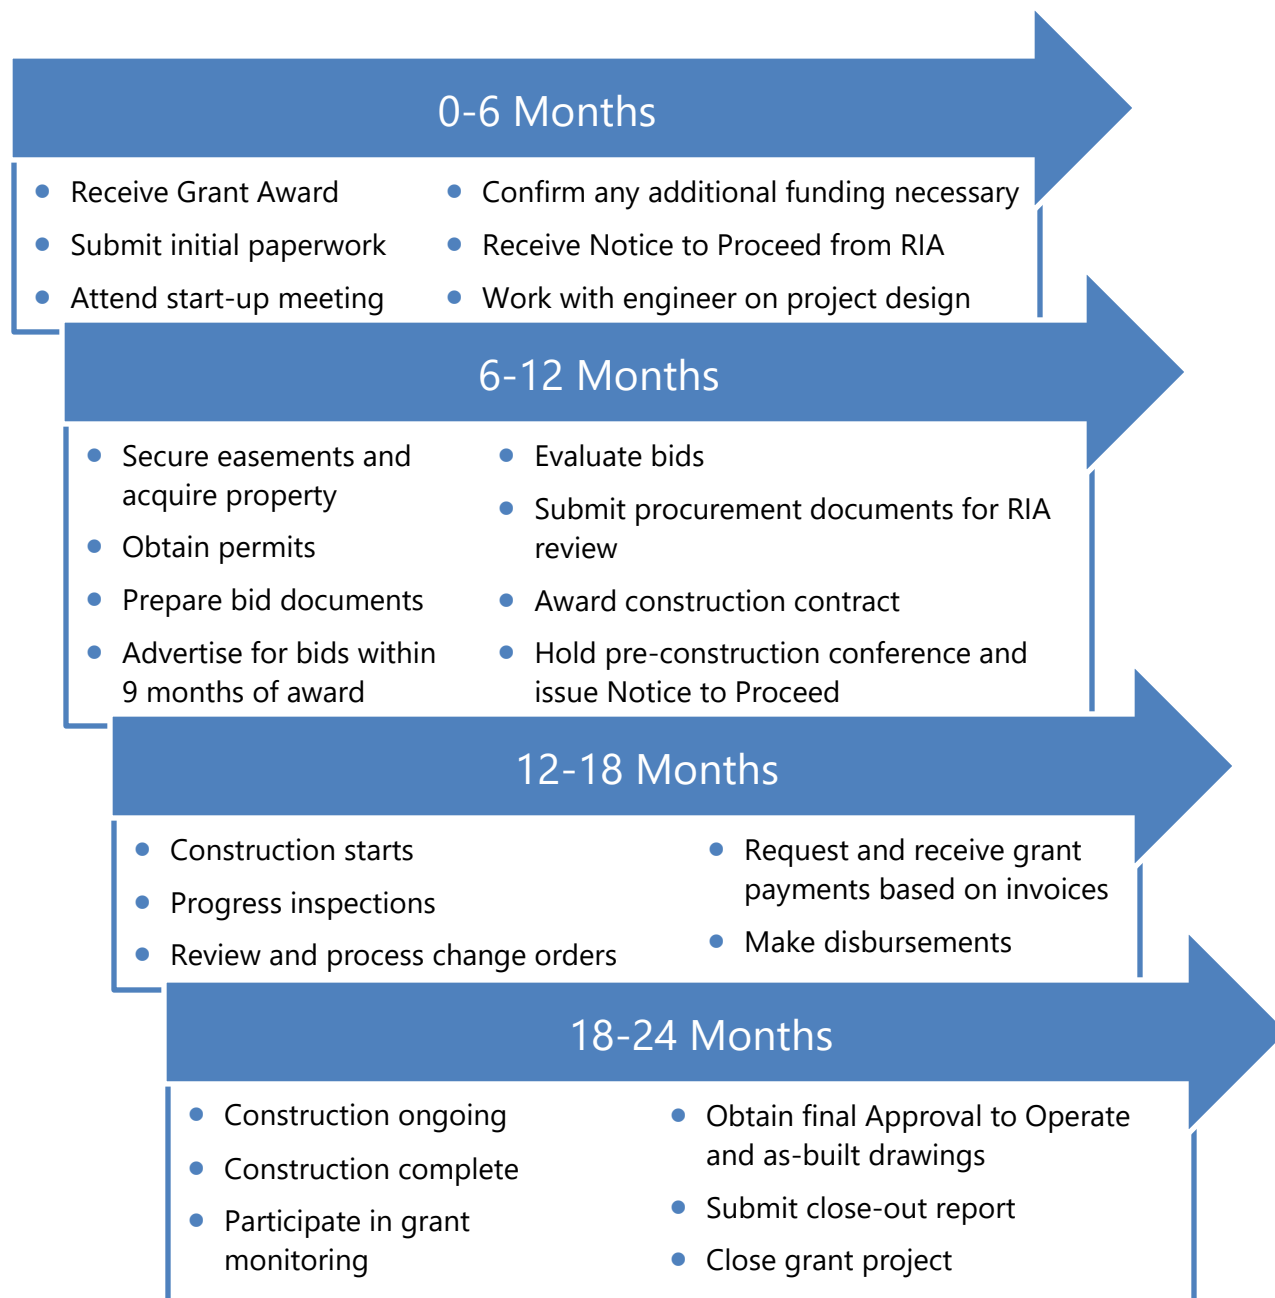 0-6 Months
Receive Grant Award
Submit initial paperwork
Attend start-up meeting
Confirm any additional funding necessary
Receive Notice to Proceed from RIA
Work with engineer on project design
6-12 Months
Secure easements and
acquire property
Obtain permits
Prepare bid documents
Advertise for bids within
9 months of award
Evaluate bids
Submit procurement documents for RIA
review
Award construction contract
Hold pre-construction conference and
issue Notice to Proceed
12-18 Months
Construction starts
Progress inspections
Review and process change orders
Request and receive grant
payments based on invoices
Make disbursements
18-24 Months
Construction ongoing
Construction complete
Participate in grant
monitoring
Obtain final Approval to Operate
and as-built drawings
Submit close-out report
Close grant project